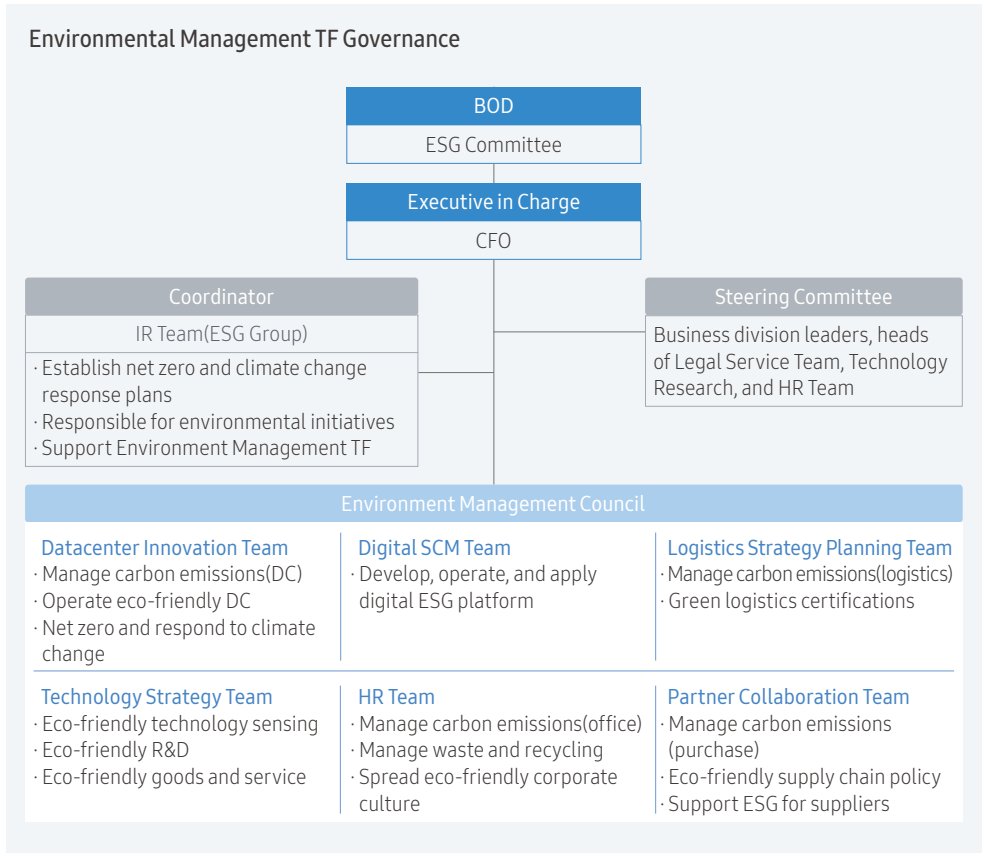 Environmental Management TF Governance
BOD
ESG Committee
Executive in Charge
CFO
Coordinator
IR Team(ESG Group)
· Establish net zero and climate change
response plans
· Responsible for environmental initiatives
· Support Environment Management TF
Steering Committee
Business division leaders, heads
of Legal Service Team, Technology
Research, and HR Team
Environment Management Council
Datacenter Innovation Team
· Manage carbon emissions(DC)
· Operate eco-friendly DC
· Net zero and respond to climate
change
Digital SCM Team
· Develop, operate, and apply
digital ESG platform
Logistics Strategy Planning Team
· Manage carbon emissions(logistics)
· Green logistics certifications
Technology Strategy Team
· Eco-friendly technology sensing
· Eco-friendly R&D
· Eco-friendly goods and service
HR Team
· Manage carbon emissions(office)
· Manage waste and recycling
· Spread eco-friendly corporate
culture
Partner Collaboration Team
· Manage carbon emissions
(purchase)
· Eco-friendly supply chain policy
· Support ESG for suppliers